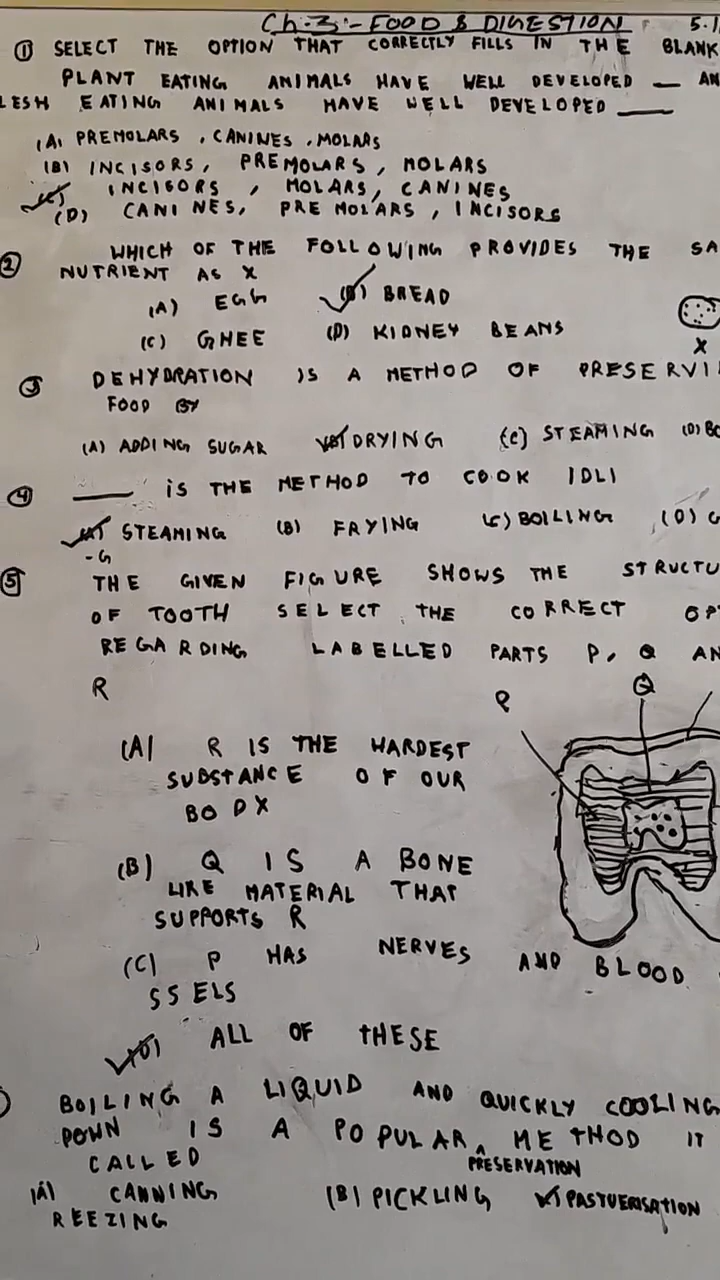 Ch.3:- FOOD & DIGESTION 5.1
① SELECT THE OPTION THAT CORRECTLY FILLS IN THE BLANK
PLANT EATING ANIMALS HAVE WELL DEVELOPED __ AN
LESH EATING ANIMALS HAVE WELL DEVELOPED ____
(A) PREMOLARS , CANINES , MOLARS
(B) INCISORS, PREMOLARS, MOLARS
(C) INCISORS , MOLARS, CANINES
(D) CANINES, PREMOLARS, INCISORS
② WHICH OF THE FOLLOWING PROVIDES THE SA
NUTRIENT AS X
(A) EGG (B) BREAD
(C) GHEE (D) KIDNEY BEANS
X
③ DEHYDRATION IS A METHOD OF PRESERVI
FOOD BY
(A) ADDING SUGAR (B) DRYING (C) STEAMING (D) BO
④ ____ IS THE METHOD TO COOK IDLI
(A) STEAMING (B) FRYING (C) BOILING (D) G
-G
⑤ THE GIVEN FIGURE SHOWS THE STRUCTU
OF TOOTH SELECT THE CORRECT OPT
REGARDING LABELLED PARTS P, Q AN
R
P Q
(A) R IS THE HARDEST
SUBSTANCE OF OUR
BODY
(B) Q IS A BONE
LIKE MATERIAL THAT
SUPPORTS R
(C) P HAS NERVES AND BLOOD
SSELS
(D) ALL OF THESE
BOILING A LIQUID AND QUICKLY COOLING
DOWN IS A POPULAR ^ METHOD IT
PRESERVATION
CALLED
(A) CANNING (B) PICKLING PASTUERISATION
REEZING